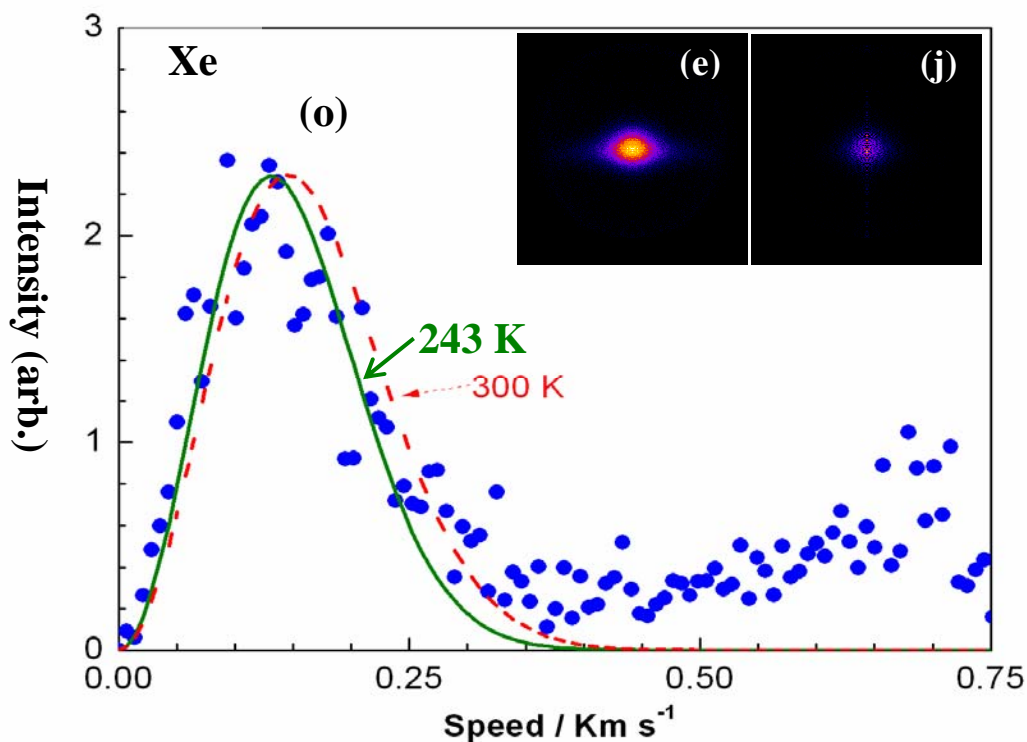 3
Xe
(e)
(j)
(o)
2
Intensity (arb.)
243 K
300 K
1
0
0.00
0.25
0.50
0.75
Speed / Km s⁻¹